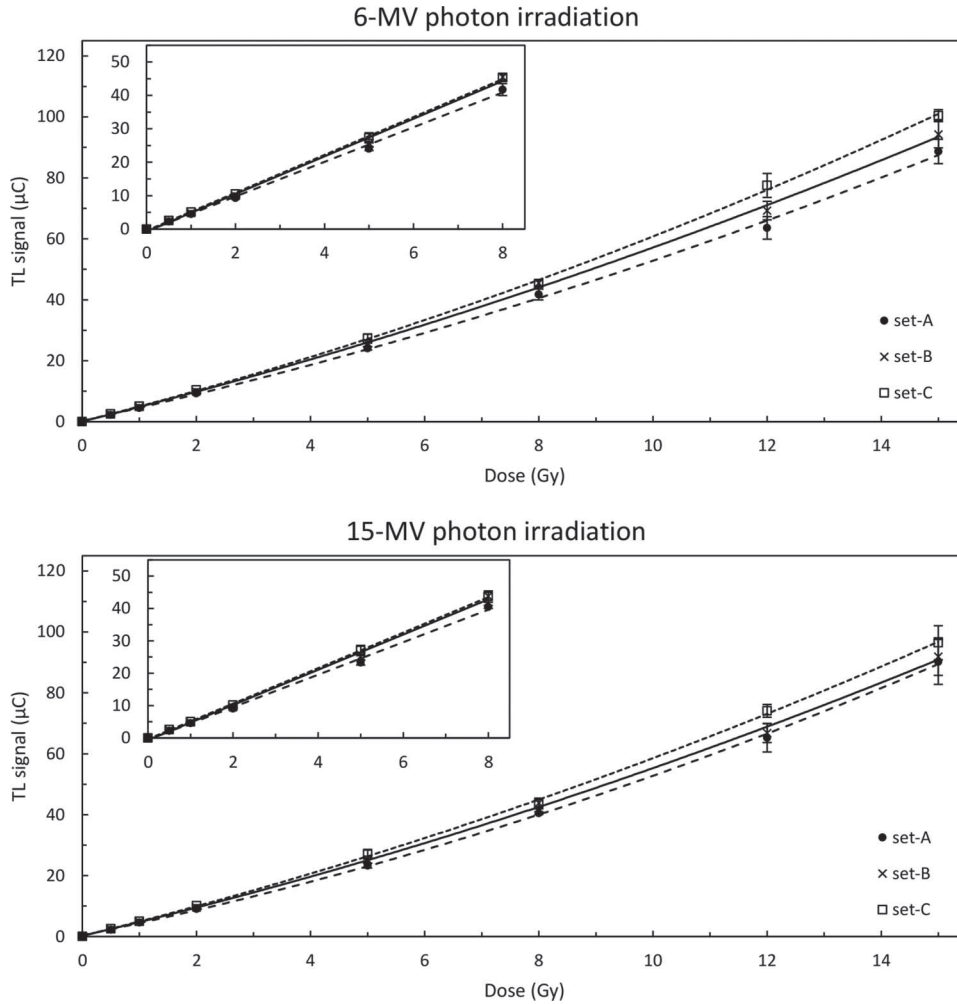 6-MV photon irradiation
120
100
80
60
40
20
0
TL signal (μC)
50
40
30
20
10
0
0 2 4 6 8
set-A
set-B
set-C
0 2 4 6 8 10 12 14
Dose (Gy)
15-MV photon irradiation
120
100
80
60
40
20
0
TL signal (μC)
50
40
30
20
10
0
0 2 4 6 8
set-A
set-B
set-C
0 2 4 6 8 10 12 14
Dose (Gy)